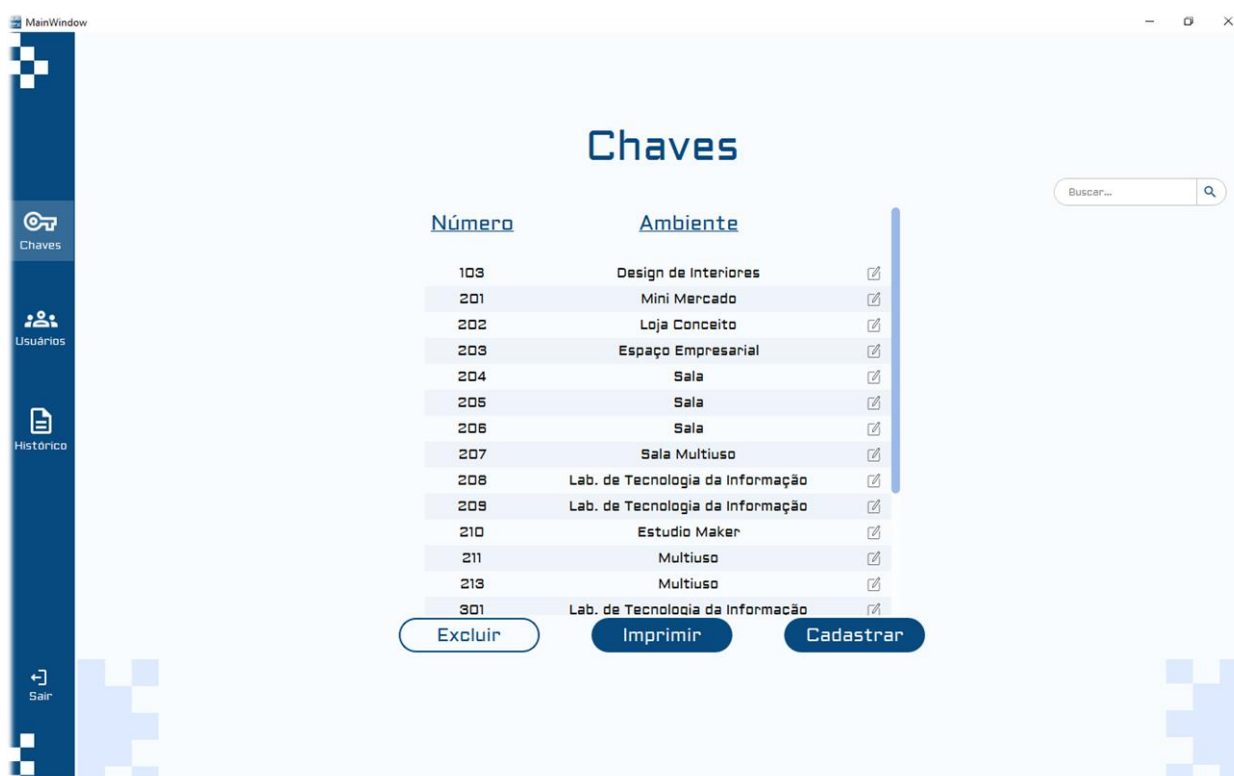 MainWindow
Chaves
Buscar...
Número Ambiente
Chaves
103 Design de Interiores
201 Mini Mercado
202 Loja Conceito
Usuários
203 Espaço Empresarial
204 Sala
205 Sala
206 Sala
Histórico
207 Sala Multiuso
208 Lab. de Tecnologia da Informação
209 Lab. de Tecnologia da Informação
210 Estudio Maker
211 Multiuso
213 Multiuso
301 Lab. de Tecnologia da Informação
Excluir Imprimir Cadastrar
Sair